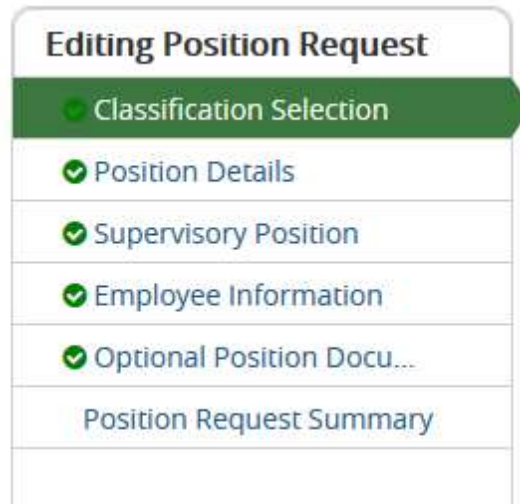 Editing Position Request
Classification Selection
Position Details
Supervisory Position
Employee Information
Optional Position Docu...
Position Request Summary